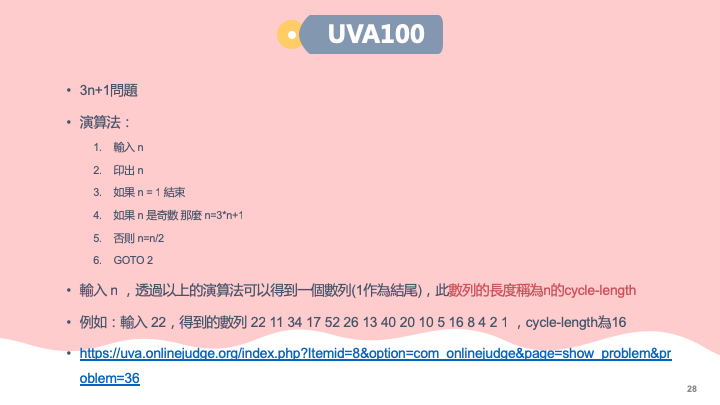 UVA100
• 3n+1問題
• 演算法：
1. 輸入 n
2. 印出 n
3. 如果 n = 1 結束
4. 如果 n 是奇數 那麼 n=3*n+1
5. 否則 n=n/2
6. GOTO 2
• 輸入 n ，透過以上的演算法可以得到一個數列(1作為結尾)，此數列的長度稱為n的cycle-length
• 例如：輸入 22，得到的數列 22 11 34 17 52 26 13 40 20 10 5 16 8 4 2 1 ，cycle-length為16
• https://uva.onlinejudge.org/index.php?Itemid=8&option=com_onlinejudge&page=show_problem&pr
oblem=36
28